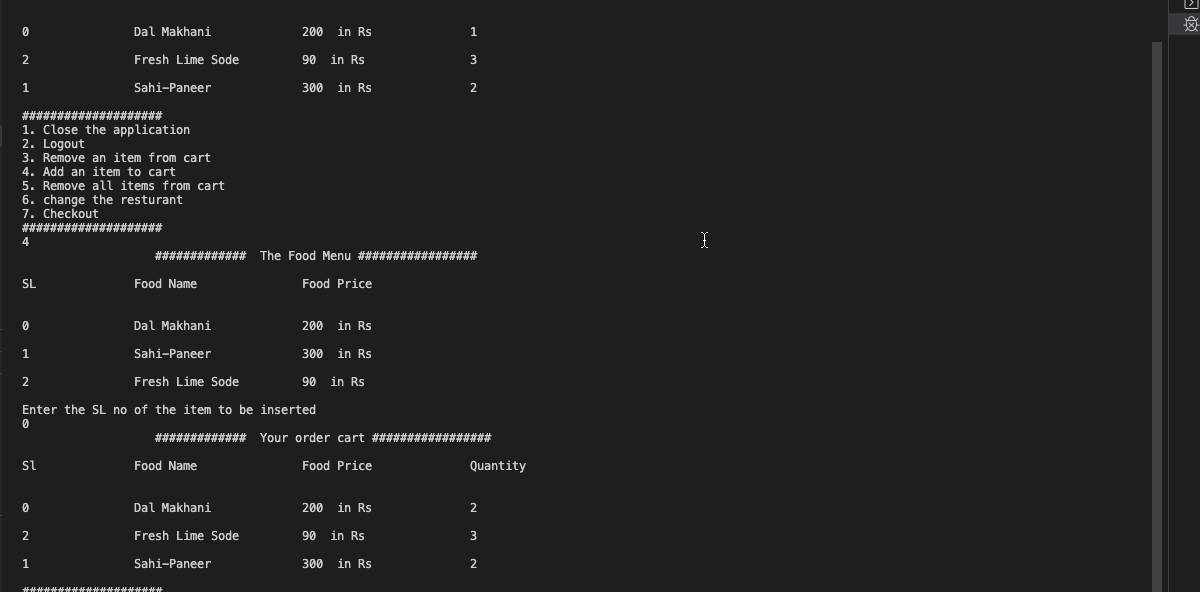 0 Dal Makhani 200 in Rs 1
2 Fresh Lime Sode 90 in Rs 3
1 Sahi-Paneer 300 in Rs 2
####################
1. Close the application
2. Logout
3. Remove an item from cart
4. Add an item to cart
5. Remove all items from cart
6. change the resturant
7. Checkout
####################
4
############# The Food Menu #################
SL Food Name Food Price
0 Dal Makhani 200 in Rs
1 Sahi-Paneer 300 in Rs
2 Fresh Lime Sode 90 in Rs
Enter the SL no of the item to be inserted
0
############# Your order cart #################
Sl Food Name Food Price Quantity
0 Dal Makhani 200 in Rs 2
2 Fresh Lime Sode 90 in Rs 3
1 Sahi-Paneer 300 in Rs 2
####################